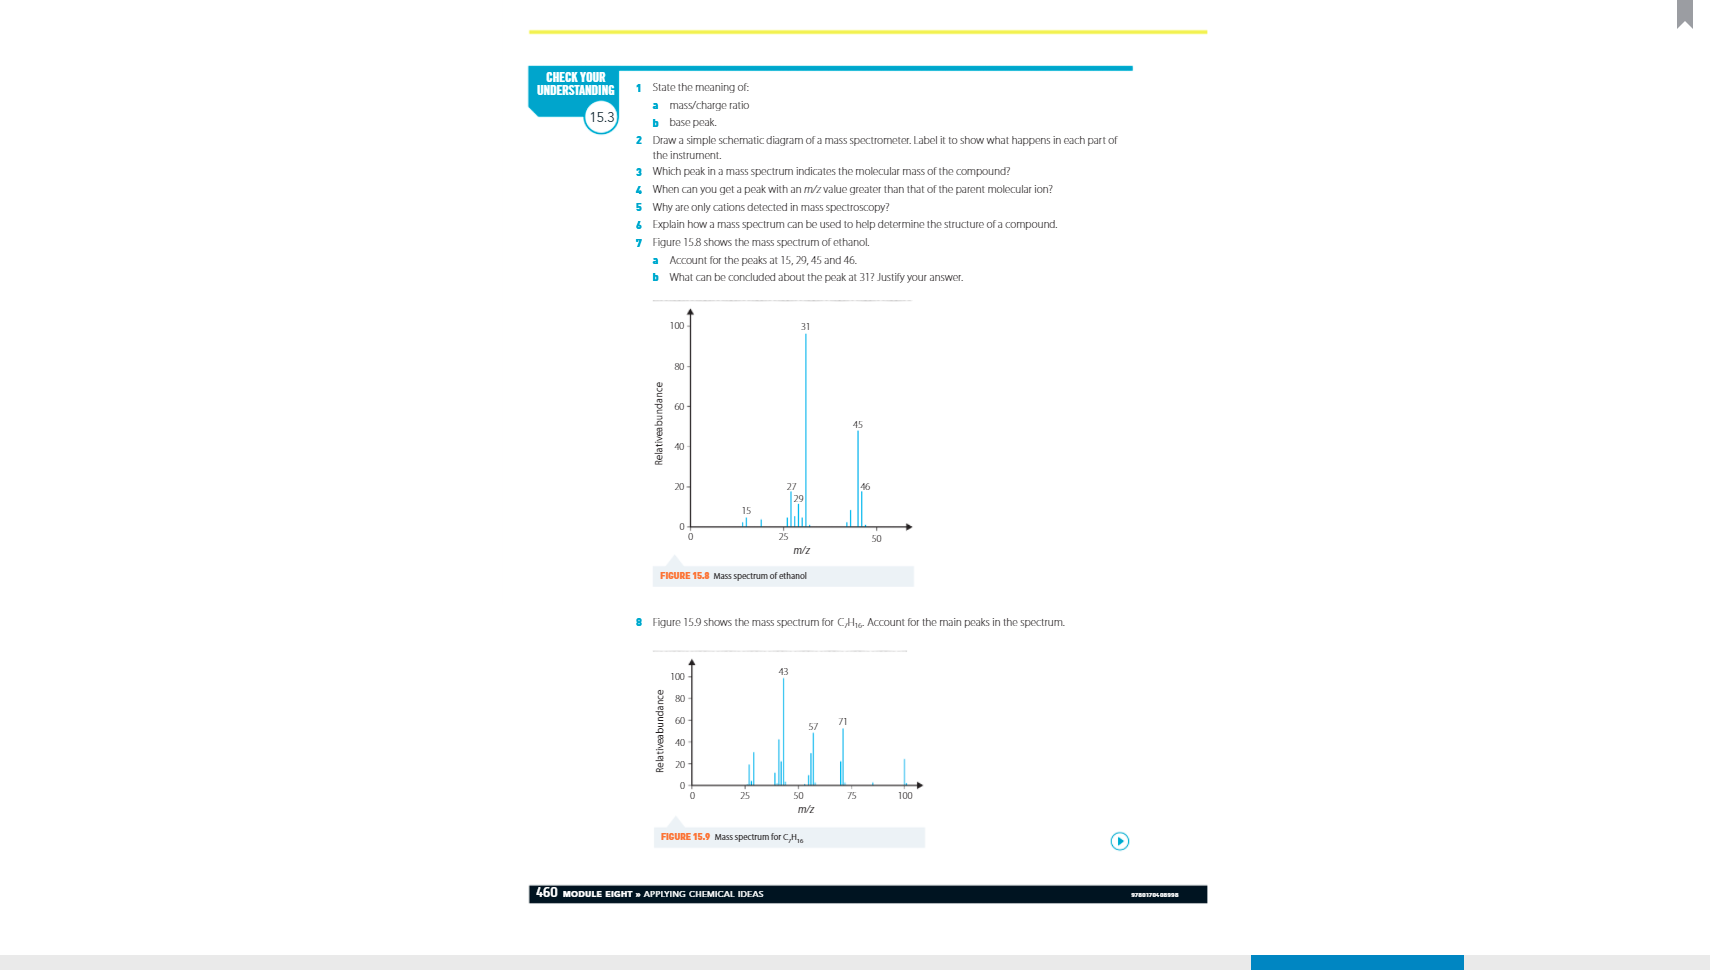 CHECK YOUR
UNDERSTANDING
15.3
1 State the meaning of:
a mass/charge ratio
b base peak.
2 Draw a simple schematic diagram of a mass spectrometer. Label it to show what happens in each part of
the instrument.
3 Which peak in a mass spectrum indicates the molecular mass of the compound?
4 When can you get a peak with an m/z value greater than that of the parent molecular ion?
5 Why are only cations detected in mass spectroscopy?
6 Explain how a mass spectrum can be used to help determine the structure of a compound.
7 Figure 15.8 shows the mass spectrum of ethanol.
a Account for the peaks at 15, 29, 45 and 46.
b What can be concluded about the peak at 31? Justify your answer.
100
80
60
40
20
0
Relativeabundance
31
45
27
46
29
15
0 25 50
m/z
FIGURE 15.8 Mass spectrum of ethanol
8 Figure 15.9 shows the mass spectrum for C₇H₁₆. Account for the main peaks in the spectrum.
100
80
60
40
20
0
Relativeabundance
43
57
71
0 25 50 75 100
m/z
FIGURE 15.9 Mass spectrum for C₇H₁₆
460 MODULE EIGHT » APPLYING CHEMICAL IDEAS
9780170408998